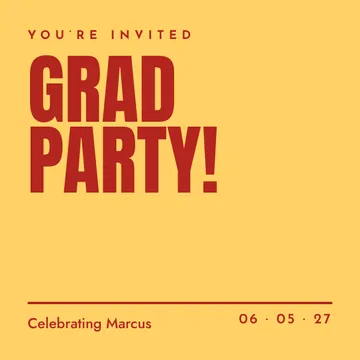 YOU'RE INVITED
GRAD
PARTY!
Celebrating Marcus
06 · 05 · 27